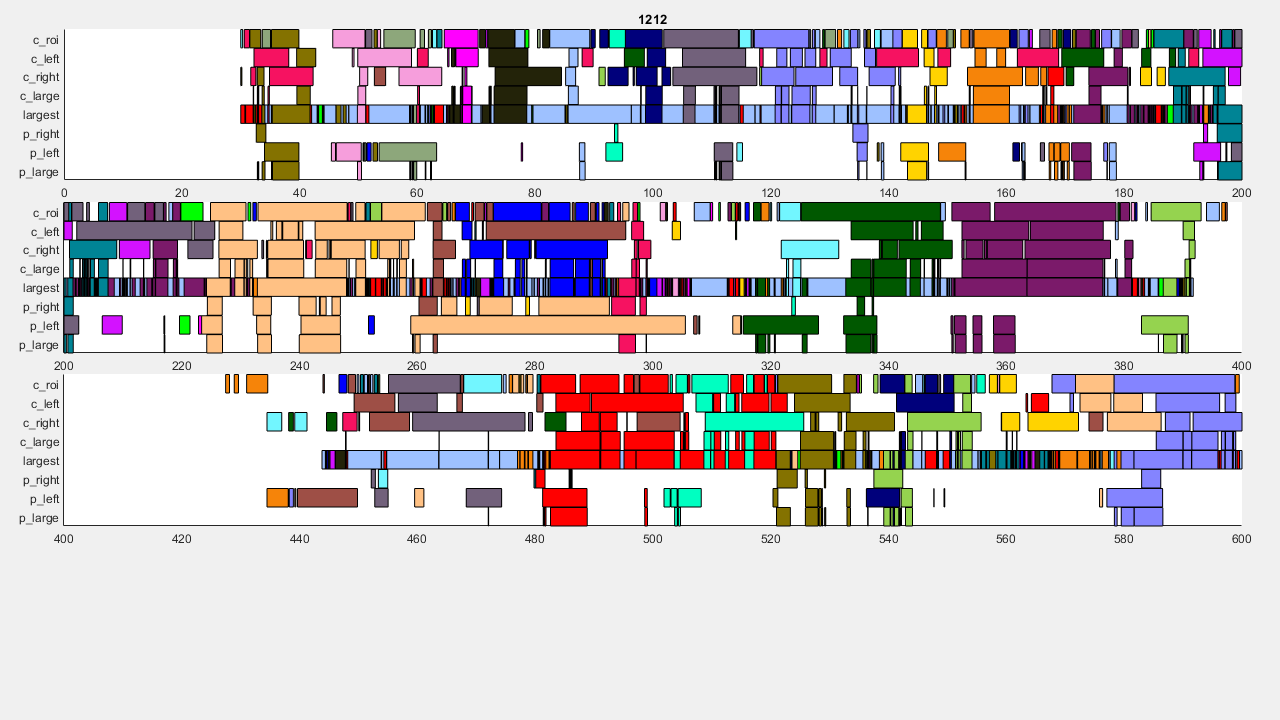 1212
c_roi
c_left
c_right
c_large
largest
p_right
p_left
p_large
0 20 40 60 80 100 120 140 160 180 200
c_roi
c_left
c_right
c_large
largest
p_right
p_left
p_large
200 220 240 260 280 300 320 340 360 380 400
c_roi
c_left
c_right
c_large
largest
p_right
p_left
p_large
400 420 440 460 480 500 520 540 560 580 600